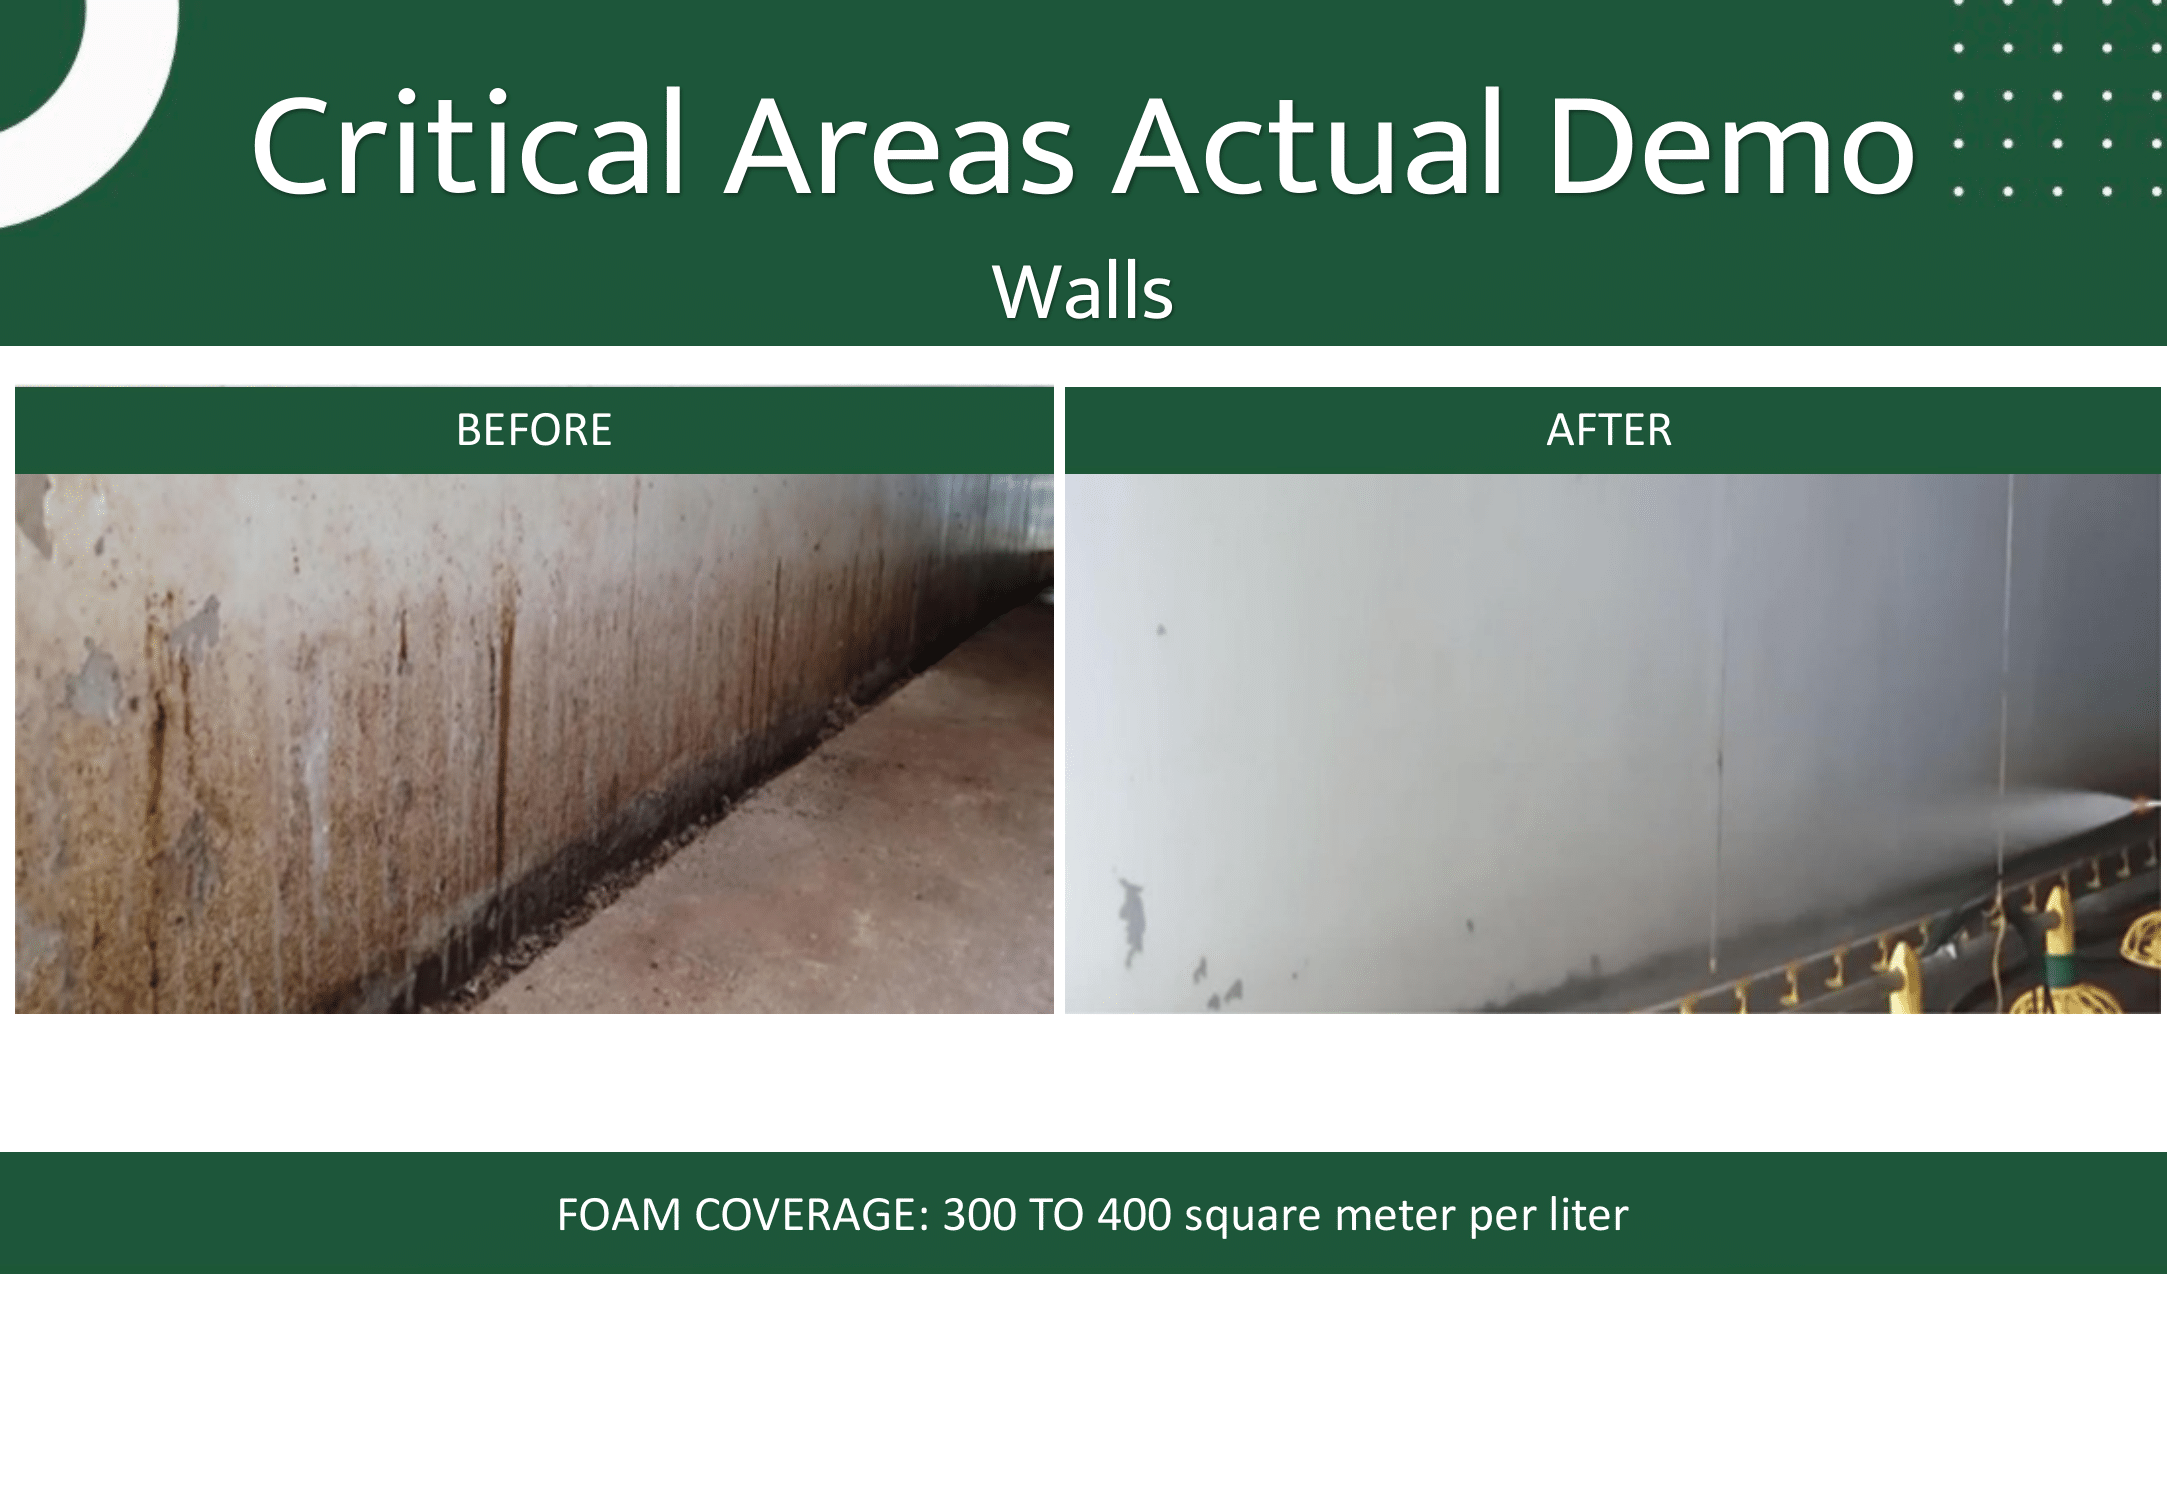 Critical Areas Actual Demo
Walls
BEFORE
AFTER
FOAM COVERAGE: 300 TO 400 square meter per liter